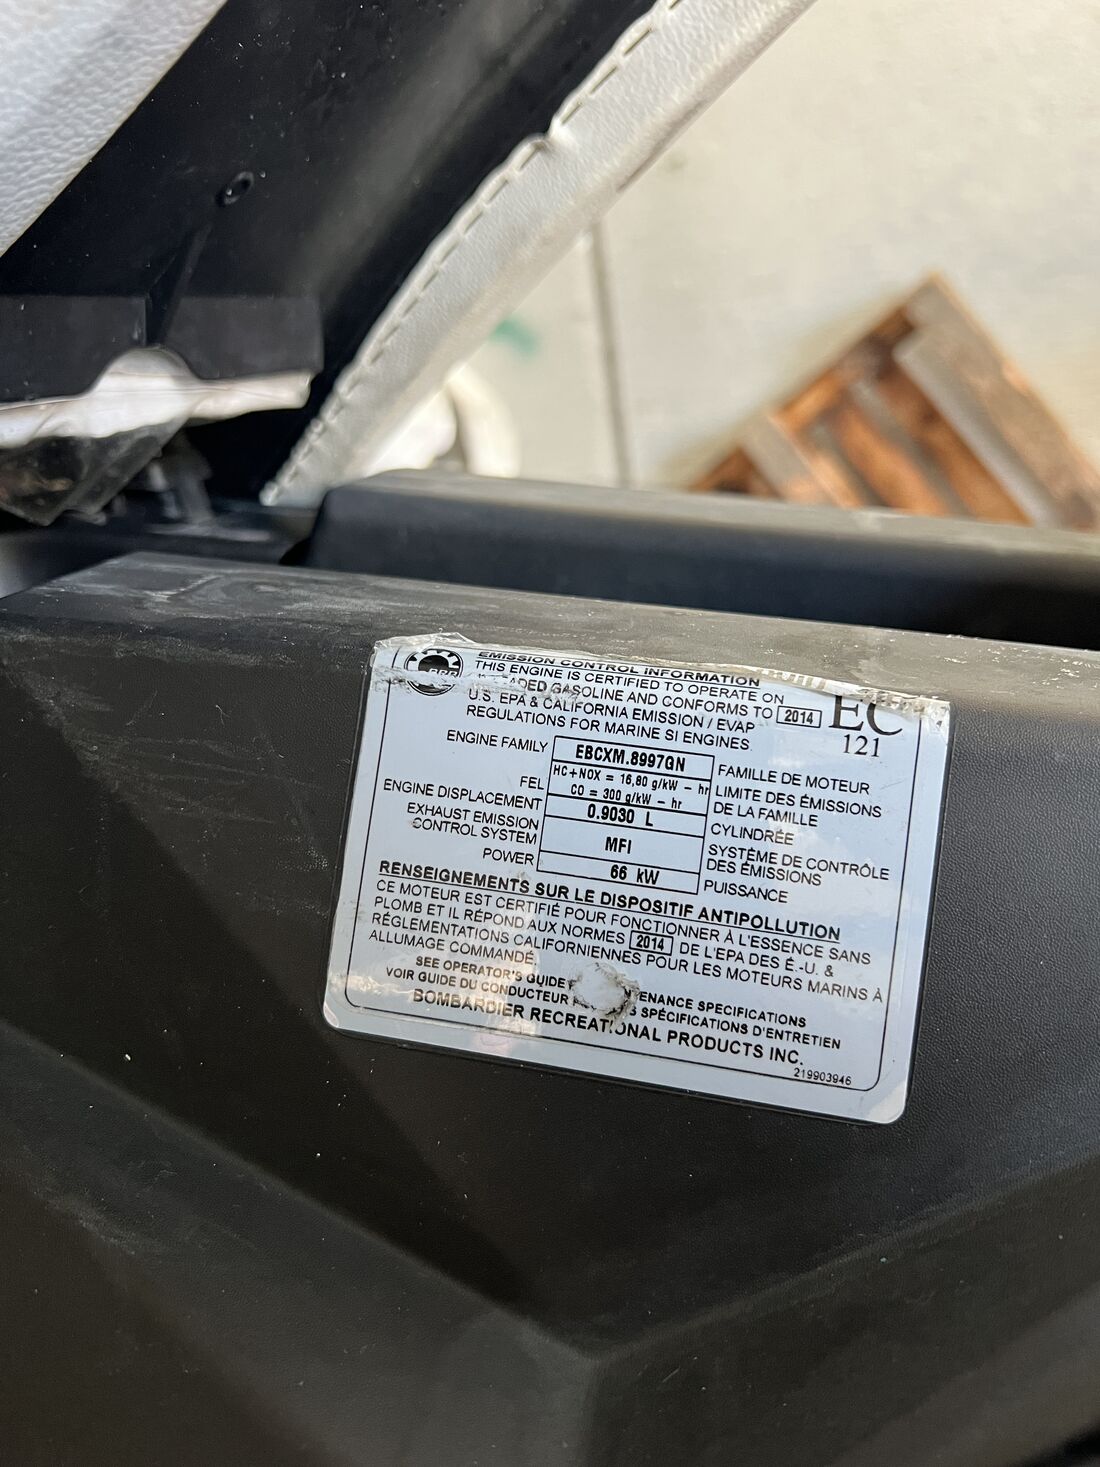 BRP
EMISSION CONTROL INFORMATION
THIS ENGINE IS CERTIFIED TO OPERATE ON
GASOLINE AND CONFORMS TO 2014
U.S. EPA & CALIFORNIA EMISSION / EVAP
REGULATIONS FOR MARINE SI ENGINES.
EC
121
ENGINE FAMILY EBCXM.8997GN FAMILLE DE MOTEUR
FEL HC+NOX = 16,80 g/kW - hr LIMITE DES ÉMISSIONS
CO = 300 g/kW - hr DE LA FAMILLE
ENGINE DISPLACEMENT 0.9030 L CYLINDRÉE
EXHAUST EMISSION MFI SYSTÈME DE CONTRÔLE
CONTROL SYSTEM DES ÉMISSIONS
POWER 66 kW PUISSANCE
RENSEIGNEMENTS SUR LE DISPOSITIF ANTIPOLLUTION
CE MOTEUR EST CERTIFIÉ POUR FONCTIONNER À L'ESSENCE SANS
PLOMB ET IL RÉPOND AUX NORMES 2014 DE L'EPA DES É.-U. &
RÉGLEMENTATIONS CALIFORNIENNES POUR LES MOTEURS MARINS À
ALLUMAGE COMMANDÉ.
SEE OPERATOR'S GUIDE SPECIFICATIONS
VOIR GUIDE DU CONDUCTEUR SPÉCIFICATIONS D'ENTRETIEN
BOMBARDIER RECREATIONAL PRODUCTS INC.
219903946